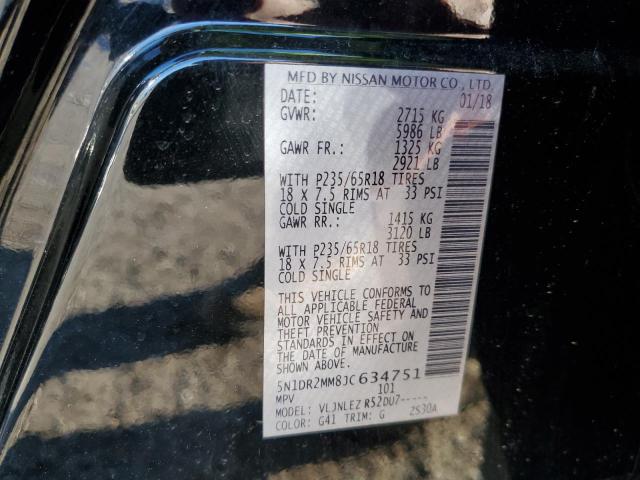 MFD BY NISSAN MOTOR CO., LTD.
DATE: 01/18
GVWR: 2715 KG
5986 LB
GAWR FR.: 1325 KG
2921 LB
WITH P235/65R18 TIRES
18 X 7.5 RIMS AT 33 PSI
COLD SINGLE
GAWR RR.: 1415 KG
3120 LB
WITH P235/65R18 TIRES
18 X 7.5 RIMS AT 33 PSI
COLD SINGLE
THIS VEHICLE CONFORMS TO
ALL APPLICABLE FEDERAL
MOTOR VEHICLE SAFETY AND
THEFT PREVENTION
STANDARDS IN EFFECT ON
THE DATE OF MANUFACTURE
SHOWN ABOVE.
5N1DR2MM8JC634751
MPV 101
MODEL: VLJNLEZ R52DU7-----
COLOR: G41 TRIM: G 2S30A